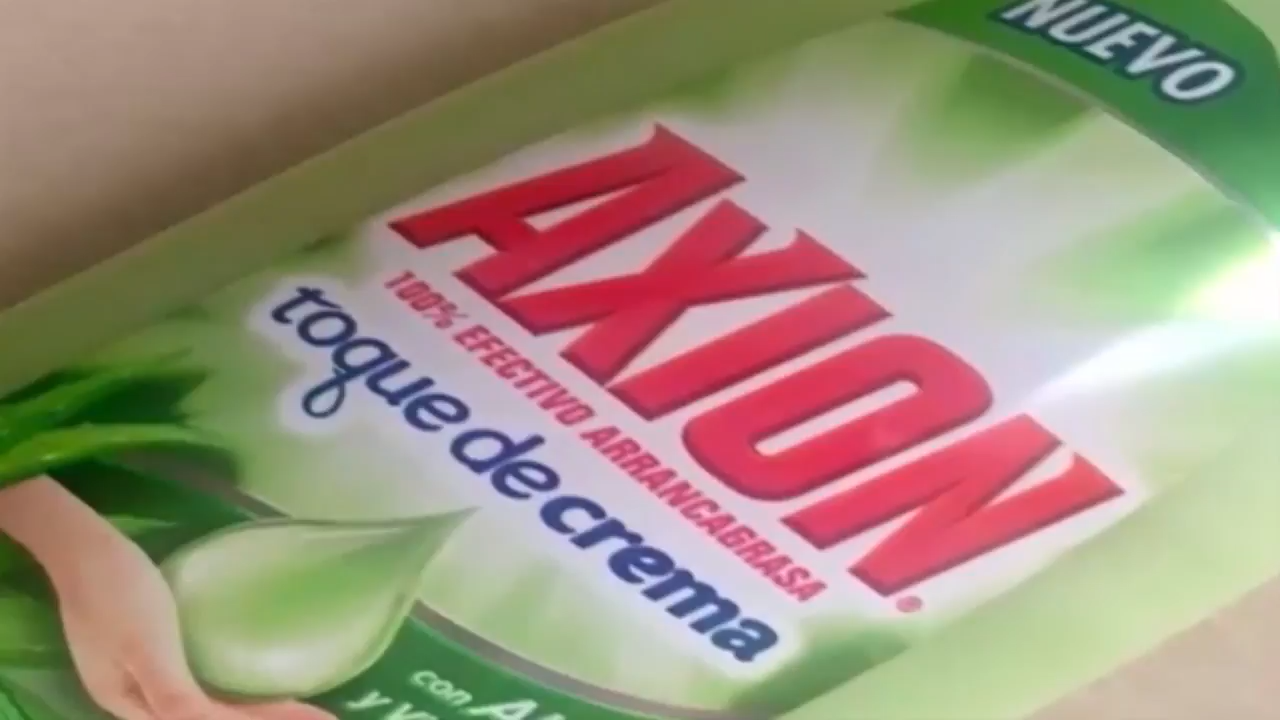 NUEVO
AXION
100% EFECTIVO ARRANCAGRASA
toque de crema
con
y